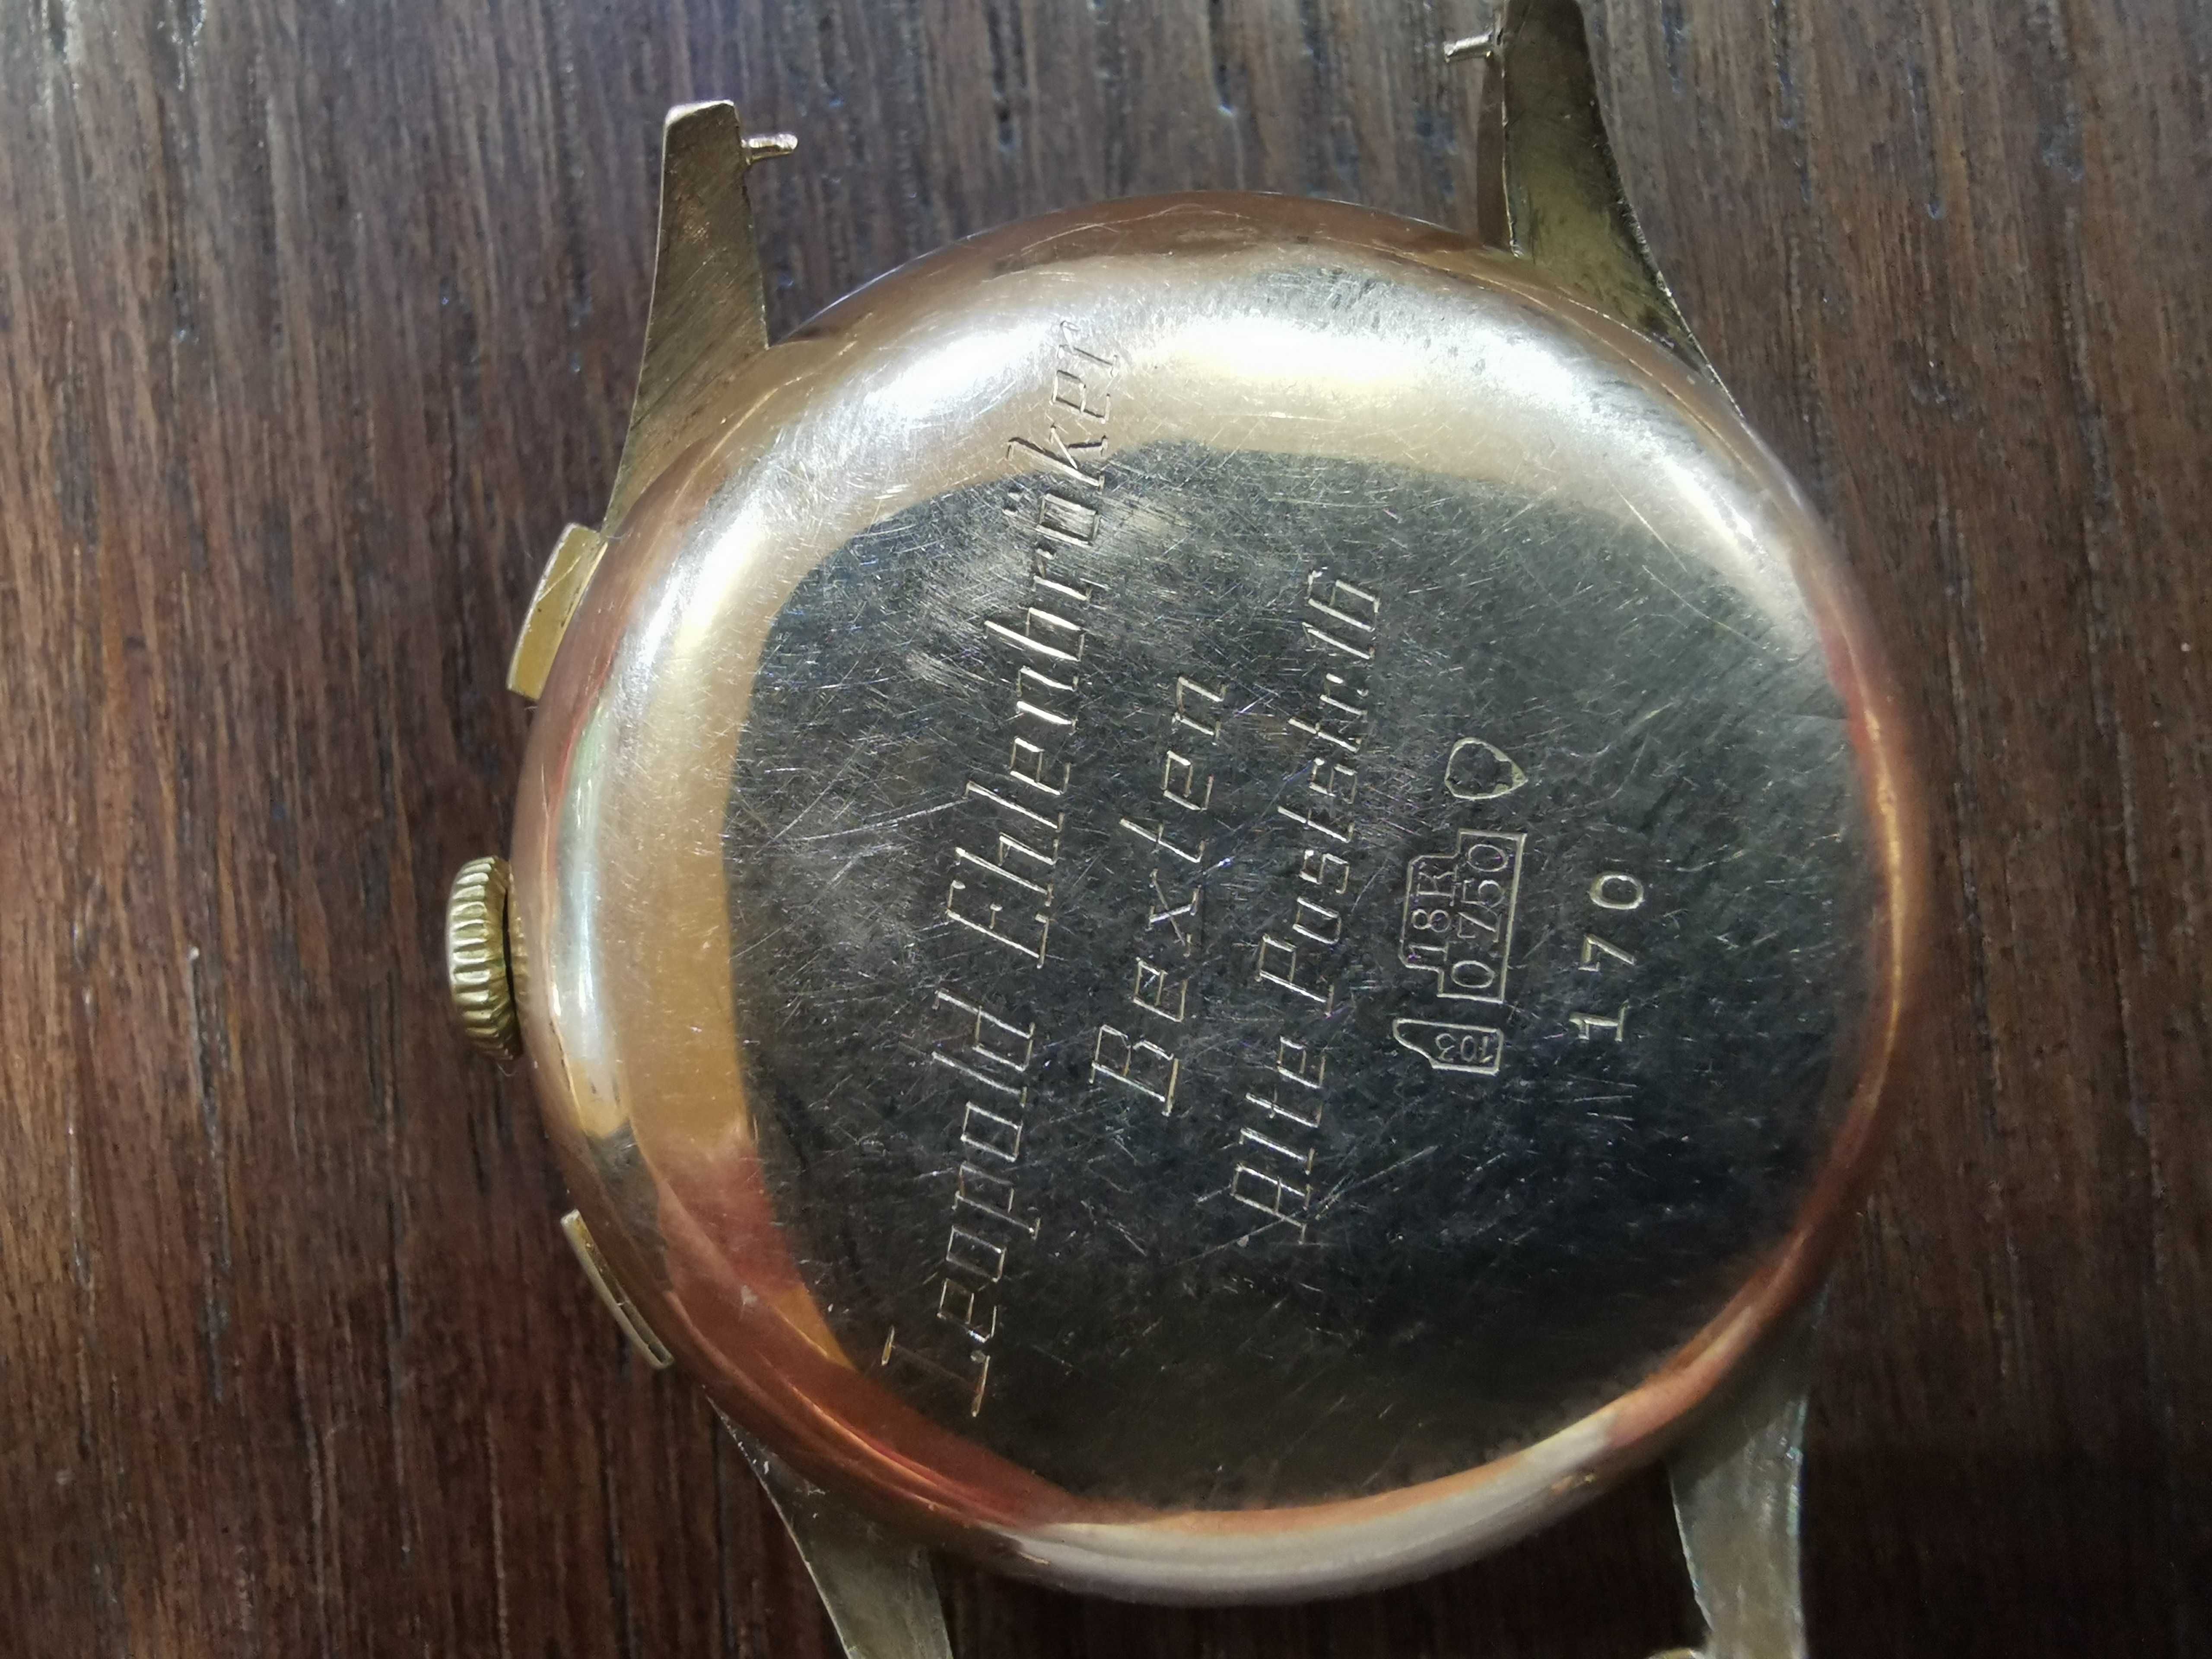 Leopold Ehlenbröker
Bexten
Alte Poststr.16
18K
0.750
103
170